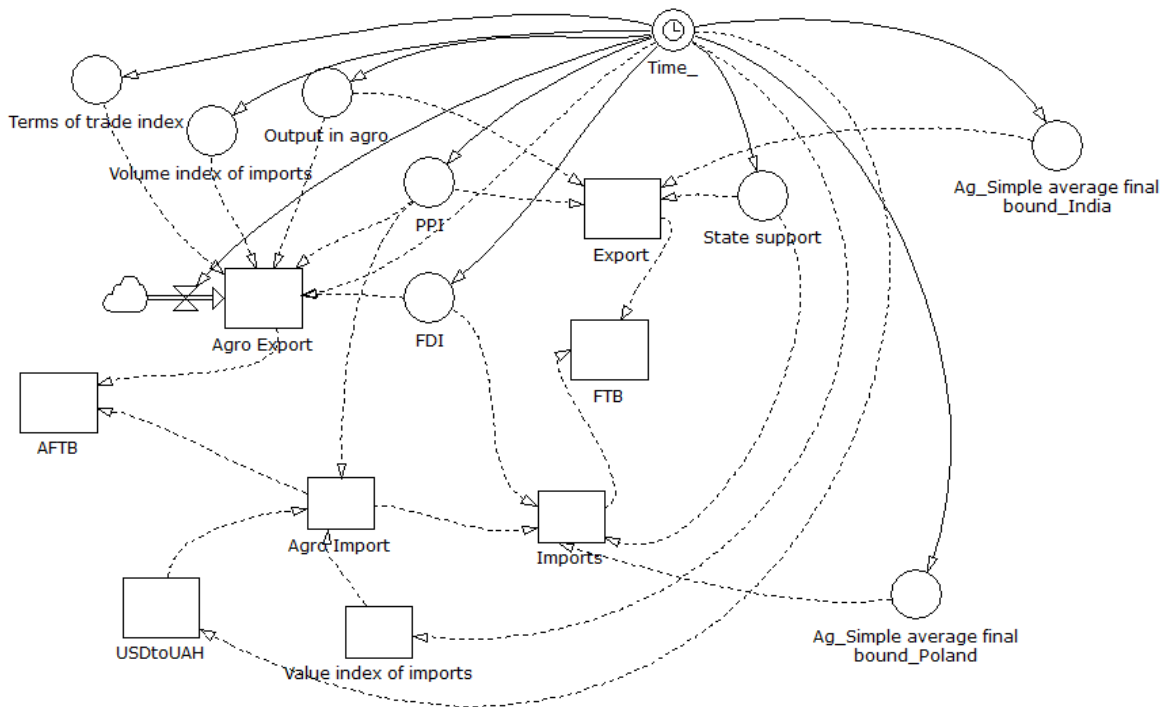 Time_
Terms of trade index
Output in agro
Volume index of imports
Ag_Simple average final
bound_India
PPI
State support
Export
Agro Export
FDI
FTB
AFTB
Agro Import
Imports
Ag_Simple average final
bound_Poland
USDtoUAH
Value index of imports